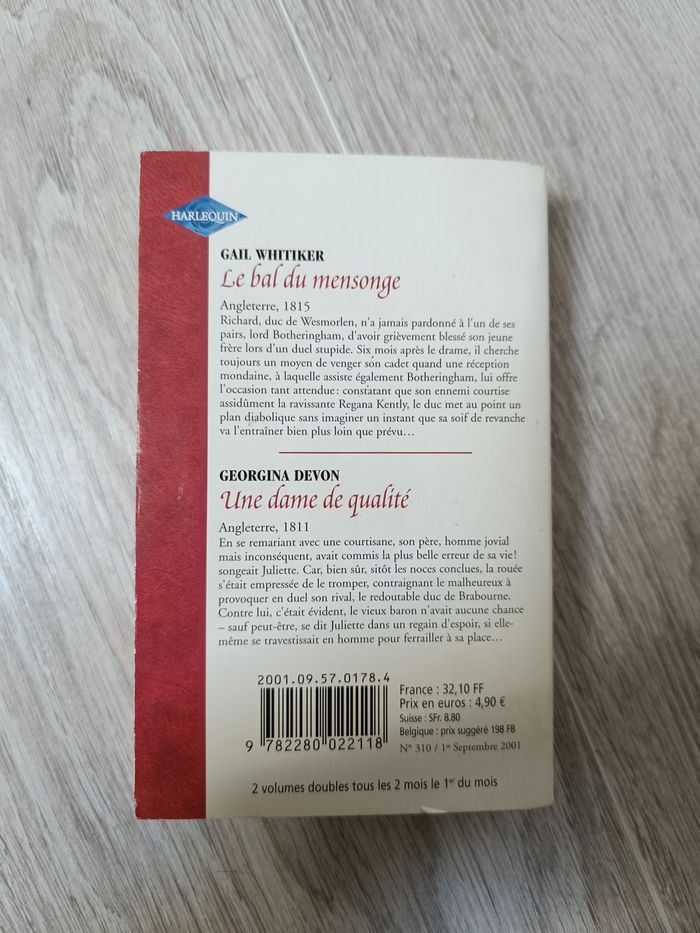 HARLEQUIN
GAIL WHITIKER
Le bal du mensonge
Angleterre, 1815
Richard, duc de Wesmorlen, n'a jamais pardonné à l'un de ses
pairs, lord Botheringham, d'avoir grièvement blessé son jeune
frère lors d'un duel stupide. Six mois après le drame, il cherche
toujours un moyen de venger son cadet quand une réception
mondaine, à laquelle assiste également Botheringham, lui offre
l'occasion tant attendue : constatant que son ennemi courtise
assidûment la ravissante Regana Kently, le duc met au point un
plan diabolique sans imaginer un instant que sa soif de revanche
va l'entraîner bien plus loin que prévu...
GEORGINA DEVON
Une dame de qualité
Angleterre, 1811
En se remariant avec une courtisane, son père, homme jovial
mais inconséquent, avait commis la plus belle erreur de sa vie !
songeait Juliette. Car, bien sûr, sitôt les noces conclues, la rouée
s'était empressée de le tromper, contraignant le malheureux à
provoquer en duel son rival, le redoutable duc de Brabourne.
Contre lui, c'était évident, le vieux baron n'avait aucune chance
– sauf peut-être, se dit Juliette dans un regain d'espoir, si elle-
même se travestissait en homme pour ferrailler à sa place...
2001.09.57.0178.4
9 782280 022118
France : 32,10 FF
Prix en euros : 4,90 €
Suisse : SFr. 8.80
Belgique : prix suggéré 198 FB
N° 310 / 1er Septembre 2001
2 volumes doubles tous les 2 mois le 1er du mois